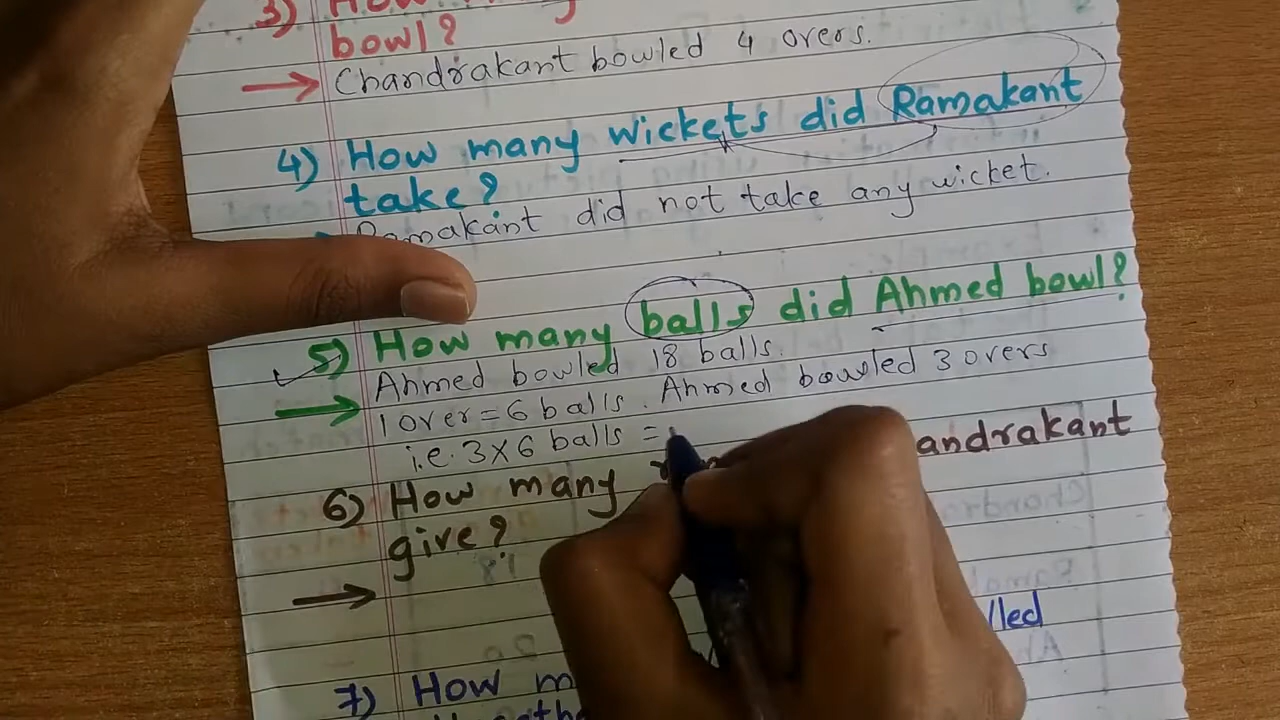 3) How
bowl?
Chandrakant bowled 4 overs.
4) How many wickets did Ramakant
take?
Ramakant did not take any wicket.
5) How many balls did Ahmed bowl?
Ahmed bowled 18 balls.
1 over = 6 balls. Ahmed bowled 3 overs
i.e. 3 X 6 balls =
6) How many andrakant
give?
lled
7) How m